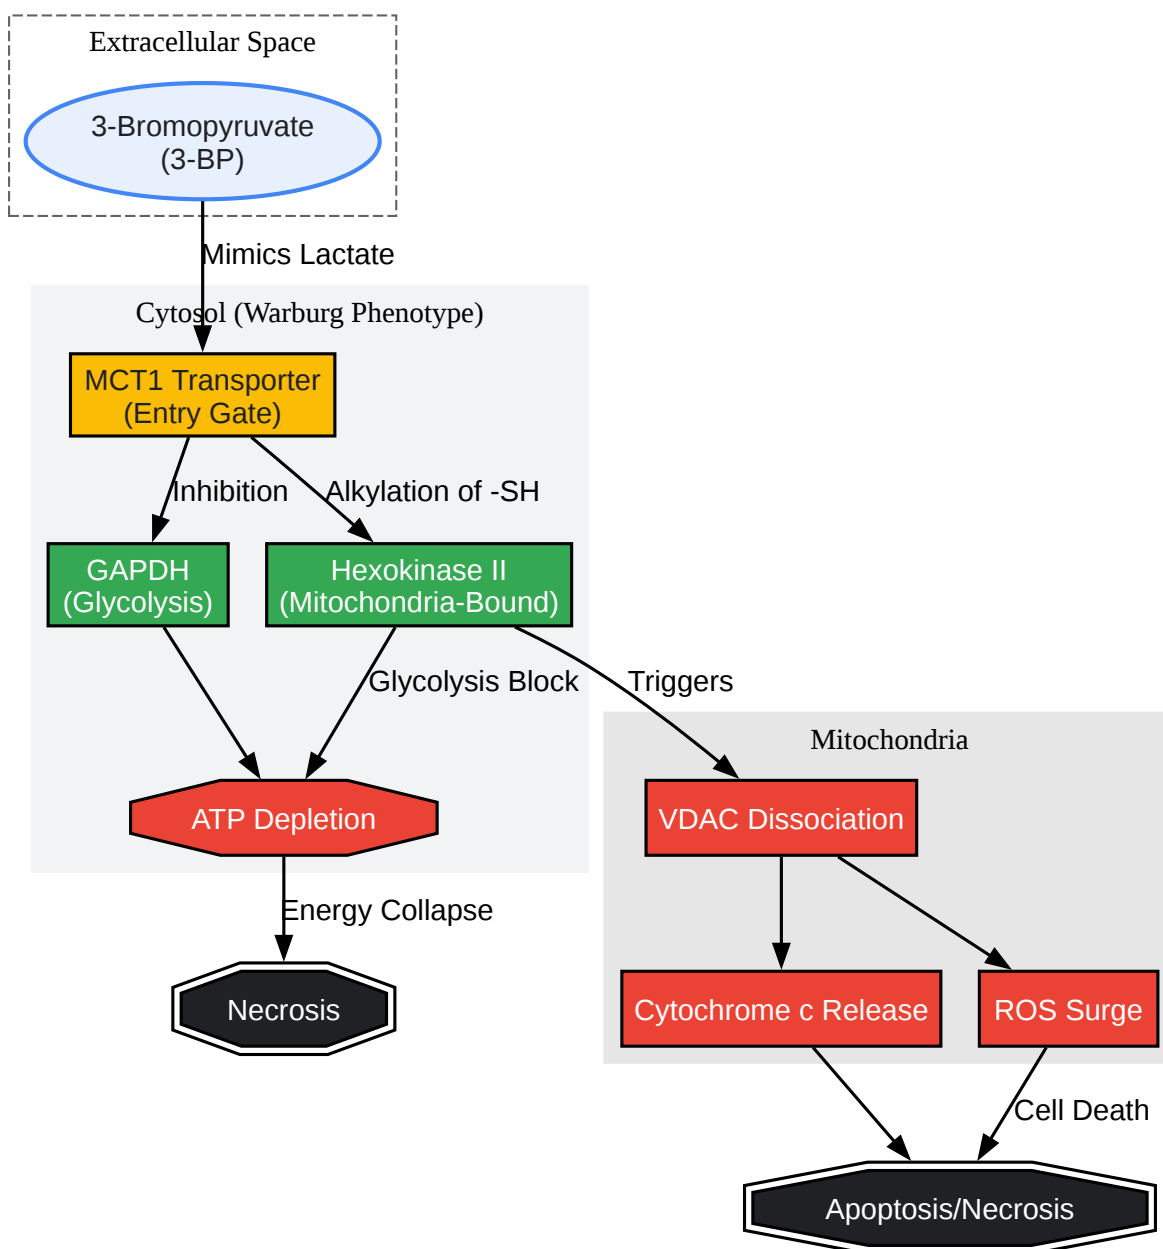 Extracellular Space
3-Bromopyruvate
(3-BP)
Mimics Lactate
Cytosol (Warburg Phenotype)
MCT1 Transporter
(Entry Gate)
Inhibition
Alkylation of -SH
GAPDH
(Glycolysis)
Hexokinase II
(Mitochondria-Bound)
Glycolysis Block
Triggers
Mitochondria
ATP Depletion
VDAC Dissociation
Energy Collapse
Necrosis
Cytochrome c Release
ROS Surge
Cell Death
Apoptosis/Necrosis